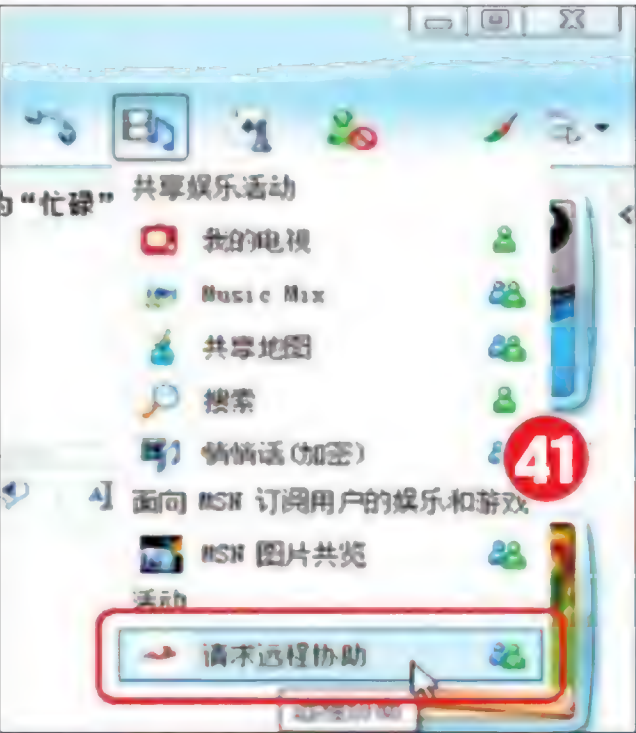 的“忙碌”
共享娱乐活动
我的电视
Music Mix
共享地图
搜索
悄悄话(加密)
41
面向 MSN 订阅用户的娱乐和游戏
MSN 图片共览
活动
请求远程协助